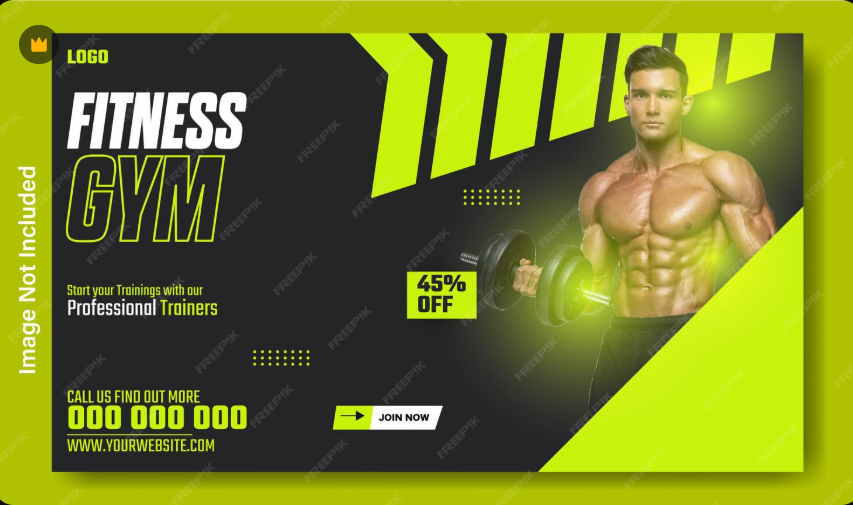 LOGO
FITNESS
GYM
Start your Trainings with our
Professional Trainers
45%
OFF
CALL US FIND OUT MORE
000 000 000
WWW.YOURWEBSITE.COM
JOIN NOW
Image Not Included
FREEPIK